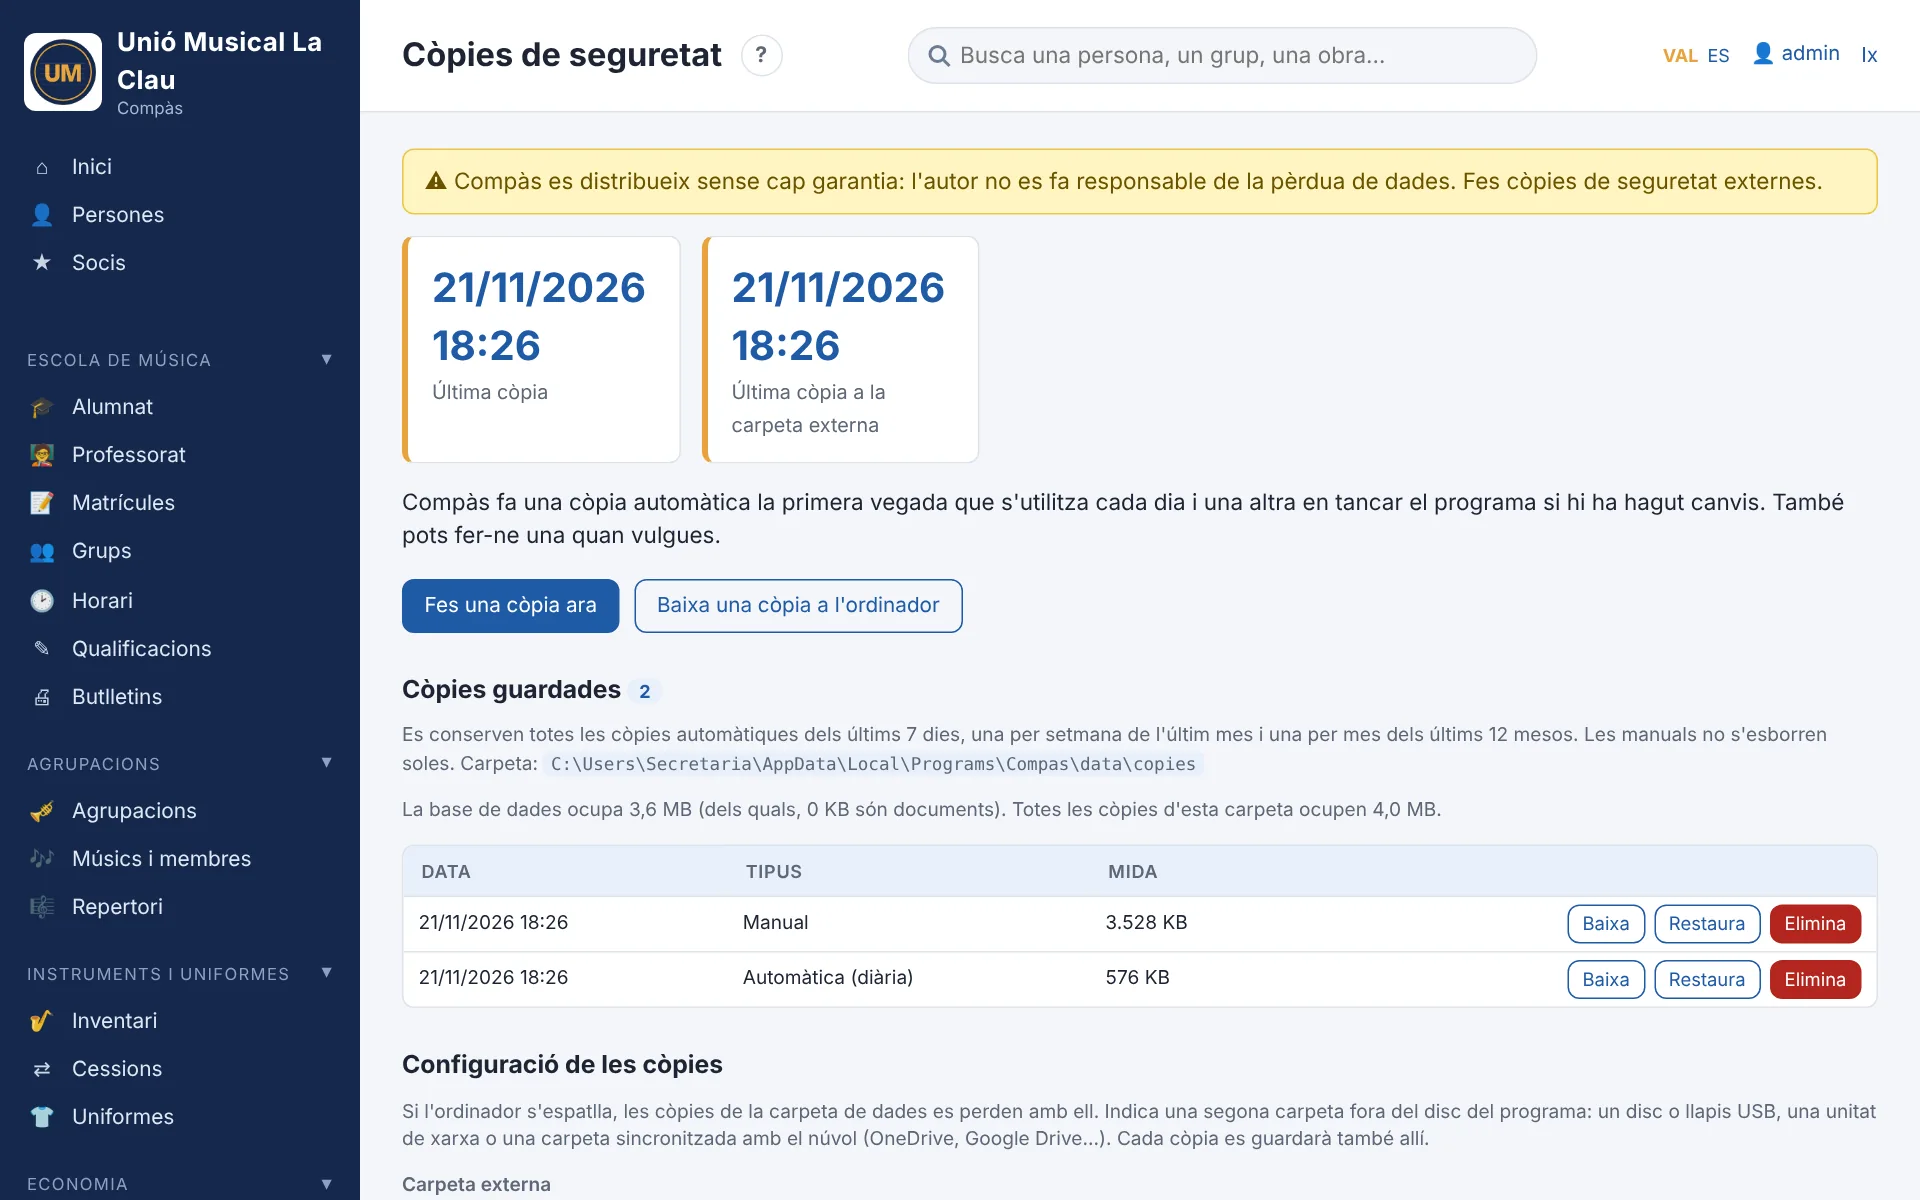 UM
Unió Musical La
Clau
Compàs
Inici
Persones
Socis
ESCOLA DE MÚSICA
Alumnat
Professorat
Matrícules
Grups
Horari
Qualificacions
Butlletins
AGRUPACIONS
Agrupacions
Músics i membres
Repertori
INSTRUMENTS I UNIFORMES
Inventari
Cessions
Uniformes
ECONOMIA
Còpies de seguretat ?
Busca una persona, un grup, una obra...
VAL ES admin Ix
Compàs es distribueix sense cap garantia: l'autor no es fa responsable de la pèrdua de dades. Fes còpies de seguretat externes.
21/11/2026
18:26
Última còpia
21/11/2026
18:26
Última còpia a la
carpeta externa
Compàs fa una còpia automàtica la primera vegada que s'utilitza cada dia i una altra en tancar el programa si hi ha hagut canvis. També
pots fer-ne una quan vulgues.
Fes una còpia ara
Baixa una còpia a l'ordinador
Còpies guardades 2
Es conserven totes les còpies automàtiques dels últims 7 dies, una per setmana de l'últim mes i una per mes dels últims 12 mesos. Les manuals no s'esborren
soles. Carpeta: C:\Users\Secretaria\AppData\Local\Programs\Compas\data\copies
La base de dades ocupa 3,6 MB (dels quals, 0 KB són documents). Totes les còpies d'esta carpeta ocupen 4,0 MB.
DATA TIPUS MIDA
21/11/2026 18:26 Manual 3.528 KB Baixa Restaura Elimina
21/11/2026 18:26 Automàtica (diària) 576 KB Baixa Restaura Elimina
Configuració de les còpies
Si l'ordinador s'espatlla, les còpies de la carpeta de dades es perden amb ell. Indica una segona carpeta fora del disc del programa: un disc o llapis USB, una unitat
de xarxa o una carpeta sincronitzada amb el núvol (OneDrive, Google Drive...). Cada còpia es guardarà també allí.
Carpeta externa